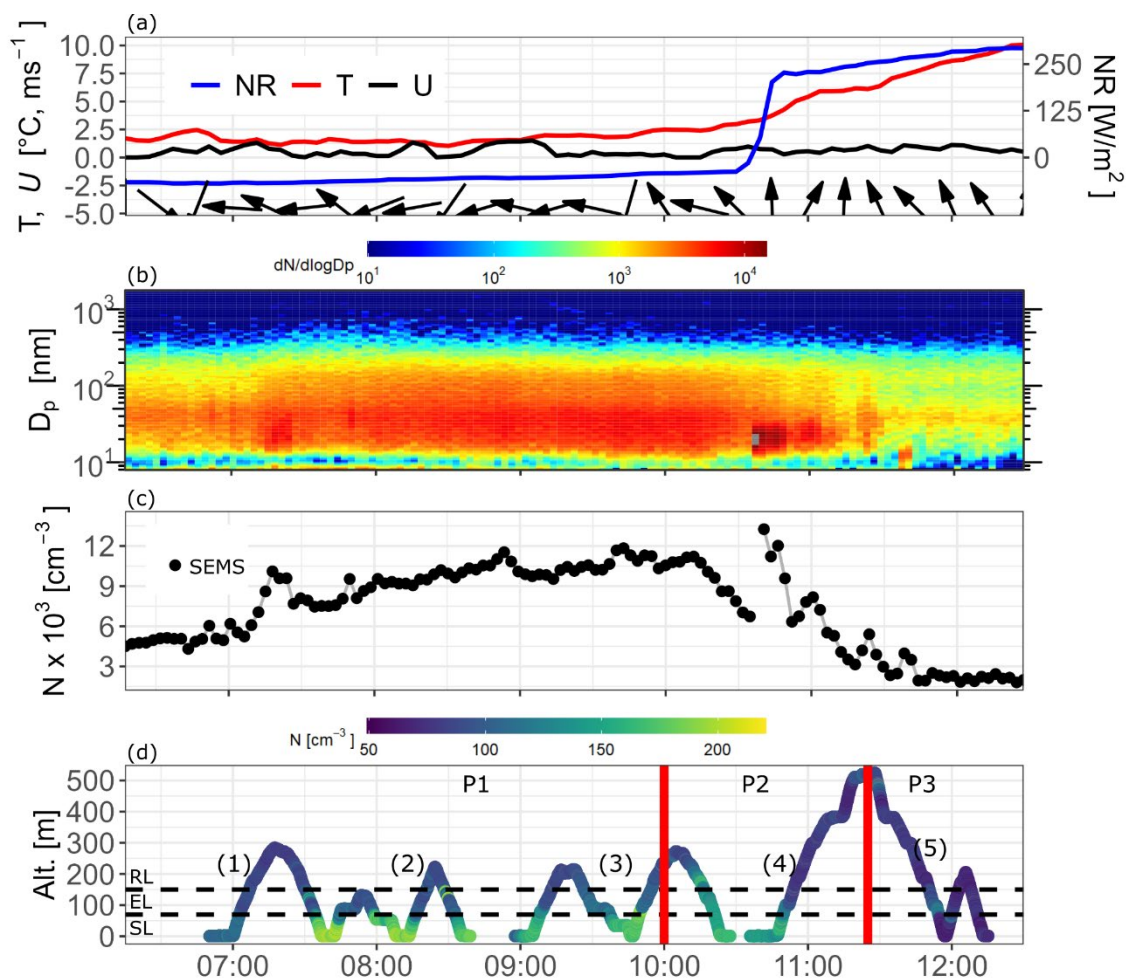 (a)
T, U [°C, ms⁻¹]
10.0
7.5
5.0
2.5
0.0
-2.5
-5.0
NR T U
250
125
0
NR [W/m²]
dN/dlogDp
10¹ 10² 10³ 10⁴
(b)
Dₚ [nm]
10³
10²
10¹
(c)
N x 10³ [cm⁻³]
12
9
6
3
SEMS
N [cm⁻³]
50 100 150 200
(d)
Alt. [m]
500
400
300
200
100
0
P1 P2 P3
(1) (2) (3) (4) (5)
RL
EL
SL
07:00 08:00 09:00 10:00 11:00 12:00